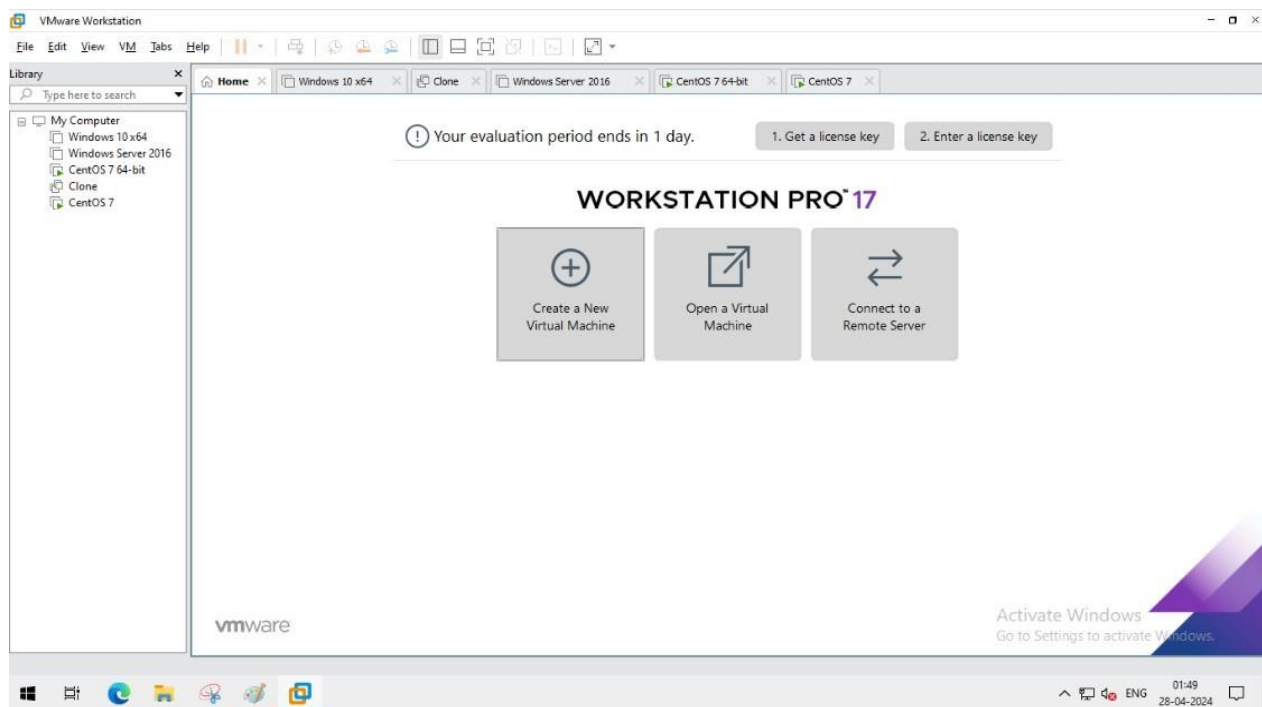 VMware Workstation
File Edit View VM Tabs Help
Library
Type here to search
Home
Windows 10 x64
Clone
Windows Server 2016
CentOS 7 64-bit
CentOS 7
My Computer
Windows 10 x64
Windows Server 2016
CentOS 7 64-bit
Clone
CentOS 7
Your evaluation period ends in 1 day.
1. Get a license key
2. Enter a license key
WORKSTATION PRO™ 17
Create a New
Virtual Machine
Open a Virtual
Machine
Connect to a
Remote Server
vmware
Activate Windows
Go to Settings to activate Windows.
ENG
01:49
28-04-2024